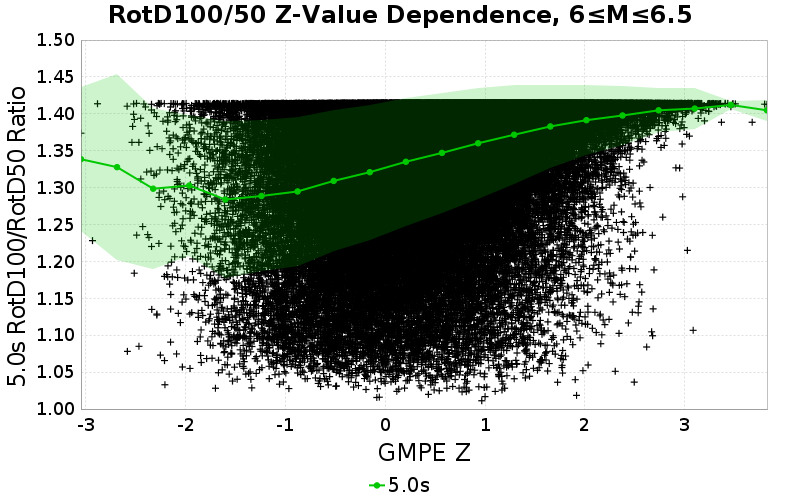 RotD100/50 Z-Value Dependence, 6≤M≤6.5
5.0s RotD100/RotD50 Ratio
1.50
1.45
1.40
1.35
1.30
1.25
1.20
1.15
1.10
1.05
1.00
-3 -2 -1 0 1 2 3
GMPE Z
5.0s